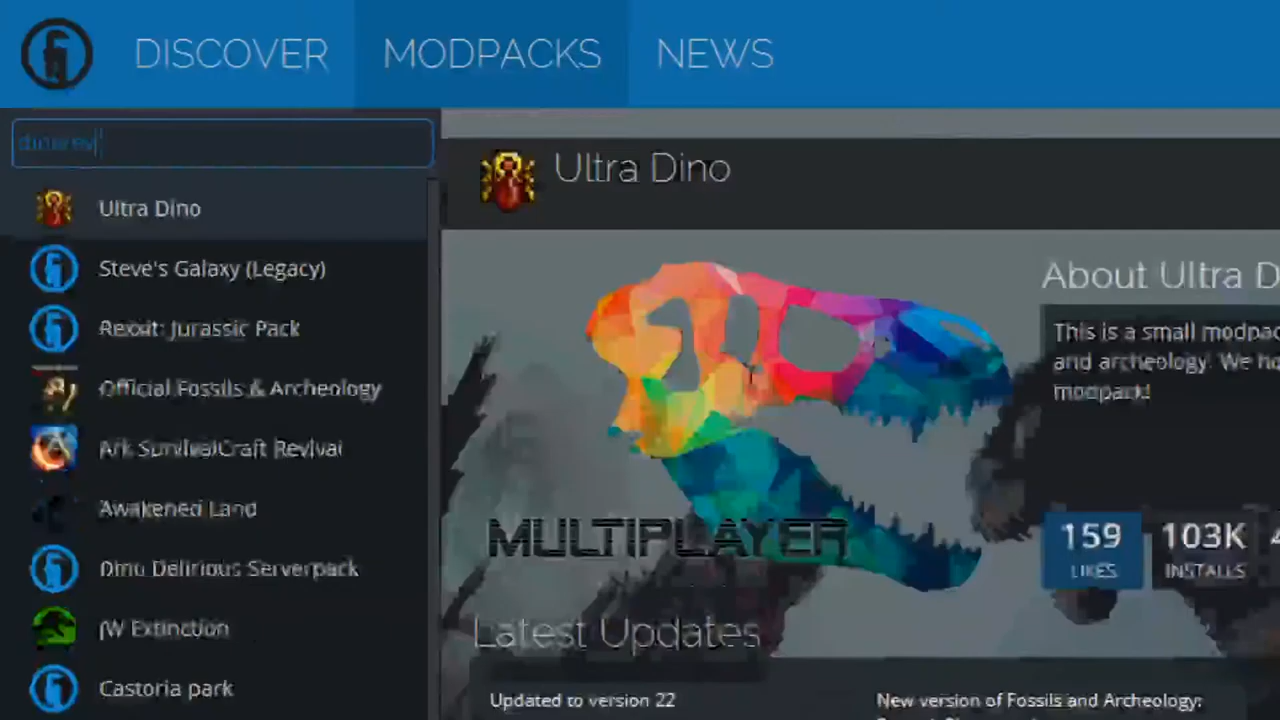 DISCOVER MODPACKS NEWS
Ultra Dino
Steve's Galaxy (Legacy)
Rexxit: Jurassic Pack
Official Fossils & Archeology
Ark SurvivalCraft Revival
Awakened Land
Dino Delirious Serverpack
JW Extinction
Castoria park
Ultra Dino
MULTIPLAYER
About Ultra D
This is a small modpac
and archeology. We ho
modpack!
159
LIKES
103K
INSTALLS
Latest Updates
Updated to version 22
New version of Fossils and Archeology: